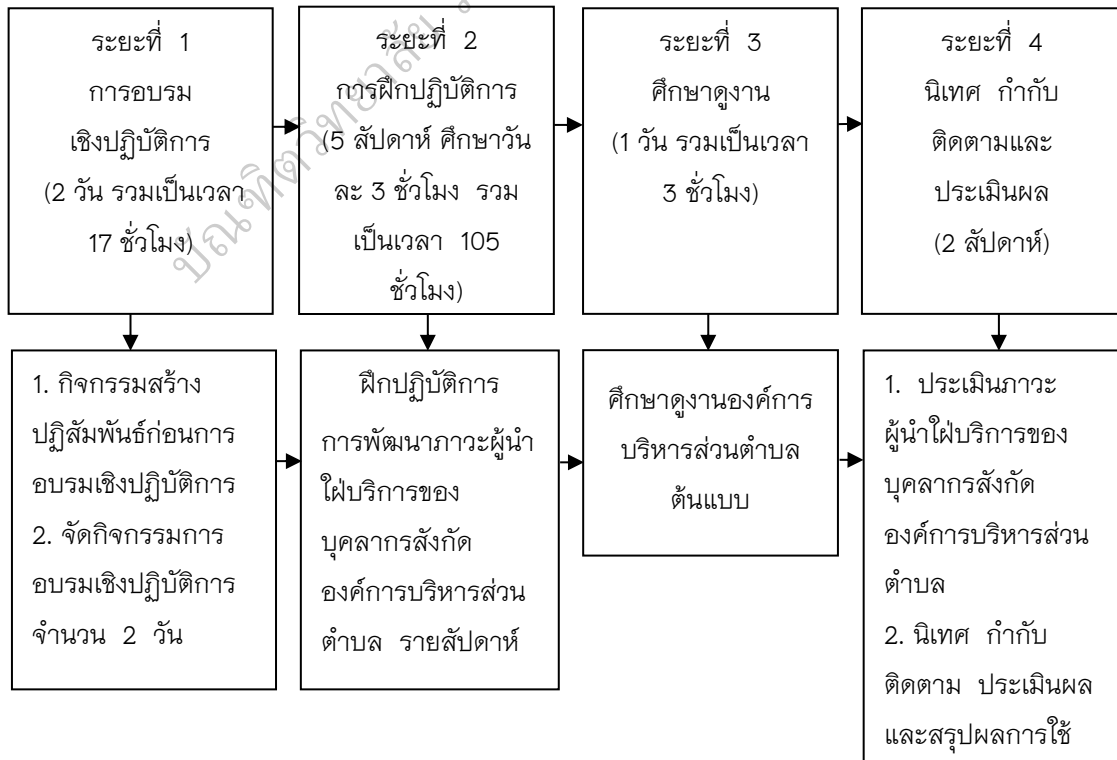 ระยะที่ 1
การอบรม
เชิงปฏิบัติการ
(2 วัน รวมเป็นเวลา
17 ชั่วโมง)
ระยะที่ 2
การฝึกปฏิบัติการ
(5 สัปดาห์ ศึกษาวัน
ละ 3 ชั่วโมง รวม
เป็นเวลา 105
ชั่วโมง)
ระยะที่ 3
ศึกษาดูงาน
(1 วัน รวมเป็นเวลา
3 ชั่วโมง)
ระยะที่ 4
นิเทศ กำกับ
ติดตามและ
ประเมินผล
(2 สัปดาห์)
1. กิจกรรมสร้าง
ปฏิสัมพันธ์ก่อนการ
อบรมเชิงปฏิบัติการ
2. จัดกิจกรรมการ
อบรมเชิงปฏิบัติการ
จำนวน 2 วัน
ฝึกปฏิบัติการ
การพัฒนาภาวะผู้นำ
ใฝ่บริการของ
บุคลากรสังกัด
องค์การบริหารส่วน
ตำบล รายสัปดาห์
ศึกษาดูงานองค์การ
บริหารส่วนตำบล
ต้นแบบ
1. ประเมินภาวะ
ผู้นำใฝ่บริการของ
บุคลากรสังกัด
องค์การบริหารส่วน
ตำบล
2. นิเทศ กำกับ
ติดตาม ประเมินผล
และสรุปผลการใช้
บัณฑิตวิทยาลัย